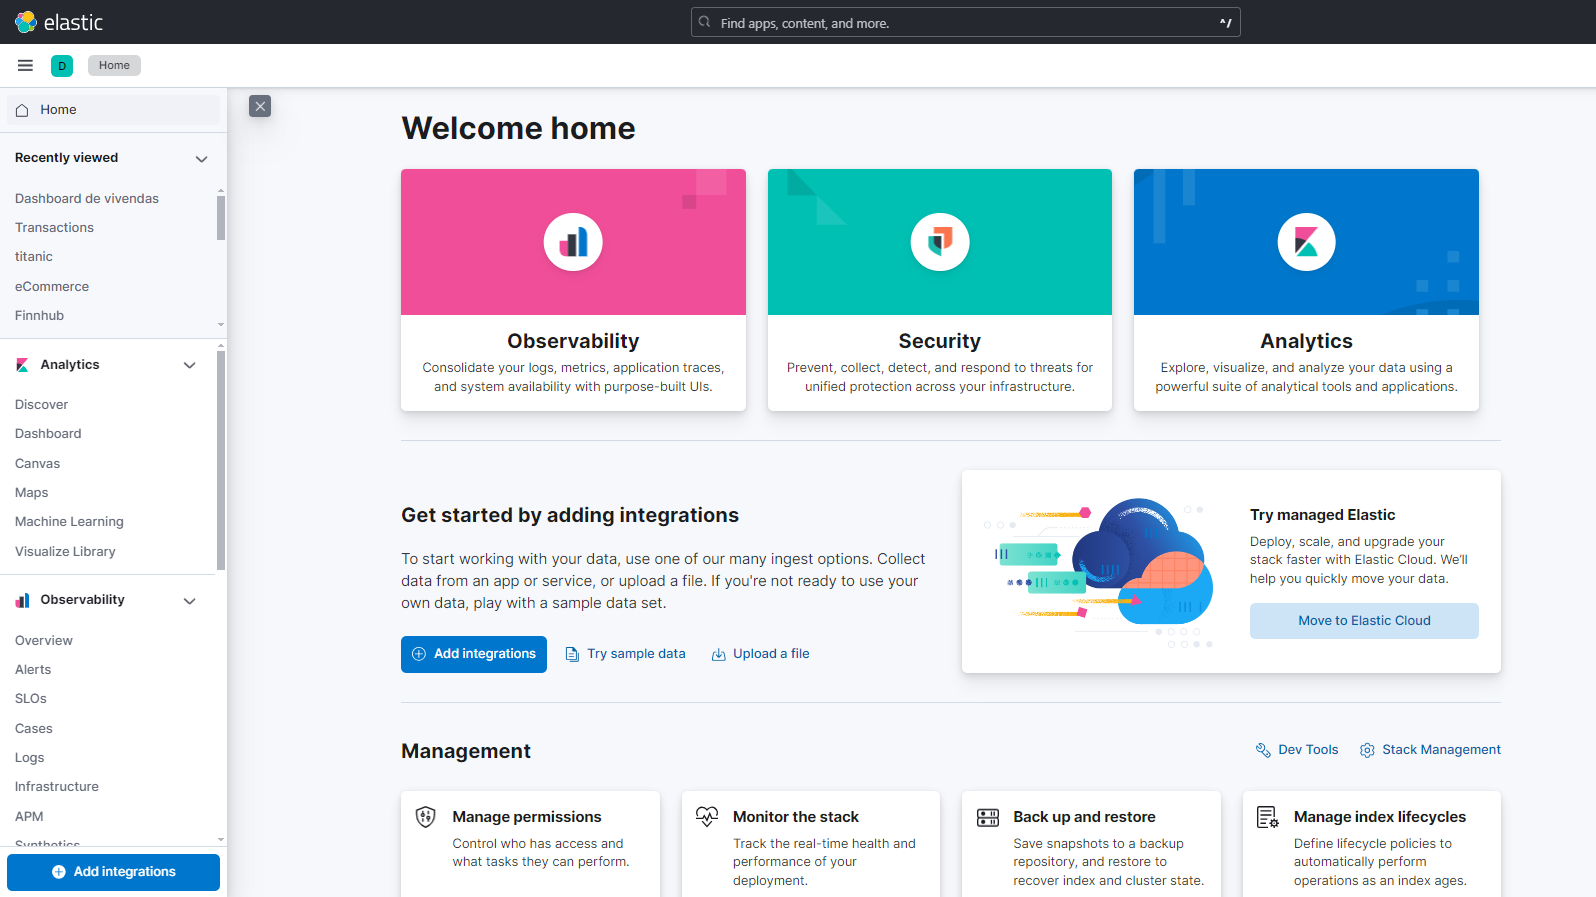 elastic
Find apps, content, and more.
^/
D
Home
Home
Recently viewed
Dashboard de vivendas
Transactions
titanic
eCommerce
Finnhub
Analytics
Discover
Dashboard
Canvas
Maps
Machine Learning
Visualize Library
Observability
Overview
Alerts
SLOs
Cases
Logs
Infrastructure
APM
Synthetics
Add integrations
Welcome home
Observability
Consolidate your logs, metrics, application traces,
and system availability with purpose-built UIs.
Security
Prevent, collect, detect, and respond to threats for
unified protection across your infrastructure.
Analytics
Explore, visualize, and analyze your data using a
powerful suite of analytical tools and applications.
Get started by adding integrations
To start working with your data, use one of our many ingest options. Collect
data from an app or service, or upload a file. If you're not ready to use your
own data, play with a sample data set.
Add integrations
Try sample data
Upload a file
Try managed Elastic
Deploy, scale, and upgrade your
stack faster with Elastic Cloud. We'll
help you quickly move your data.
Move to Elastic Cloud
Management
Dev Tools
Stack Management
Manage permissions
Control who has access and
what tasks they can perform.
Monitor the stack
Track the real-time health and
performance of your
deployment.
Back up and restore
Save snapshots to a backup
repository, and restore to
recover index and cluster state.
Manage index lifecycles
Define lifecycle policies to
automatically perform
operations as an index ages.